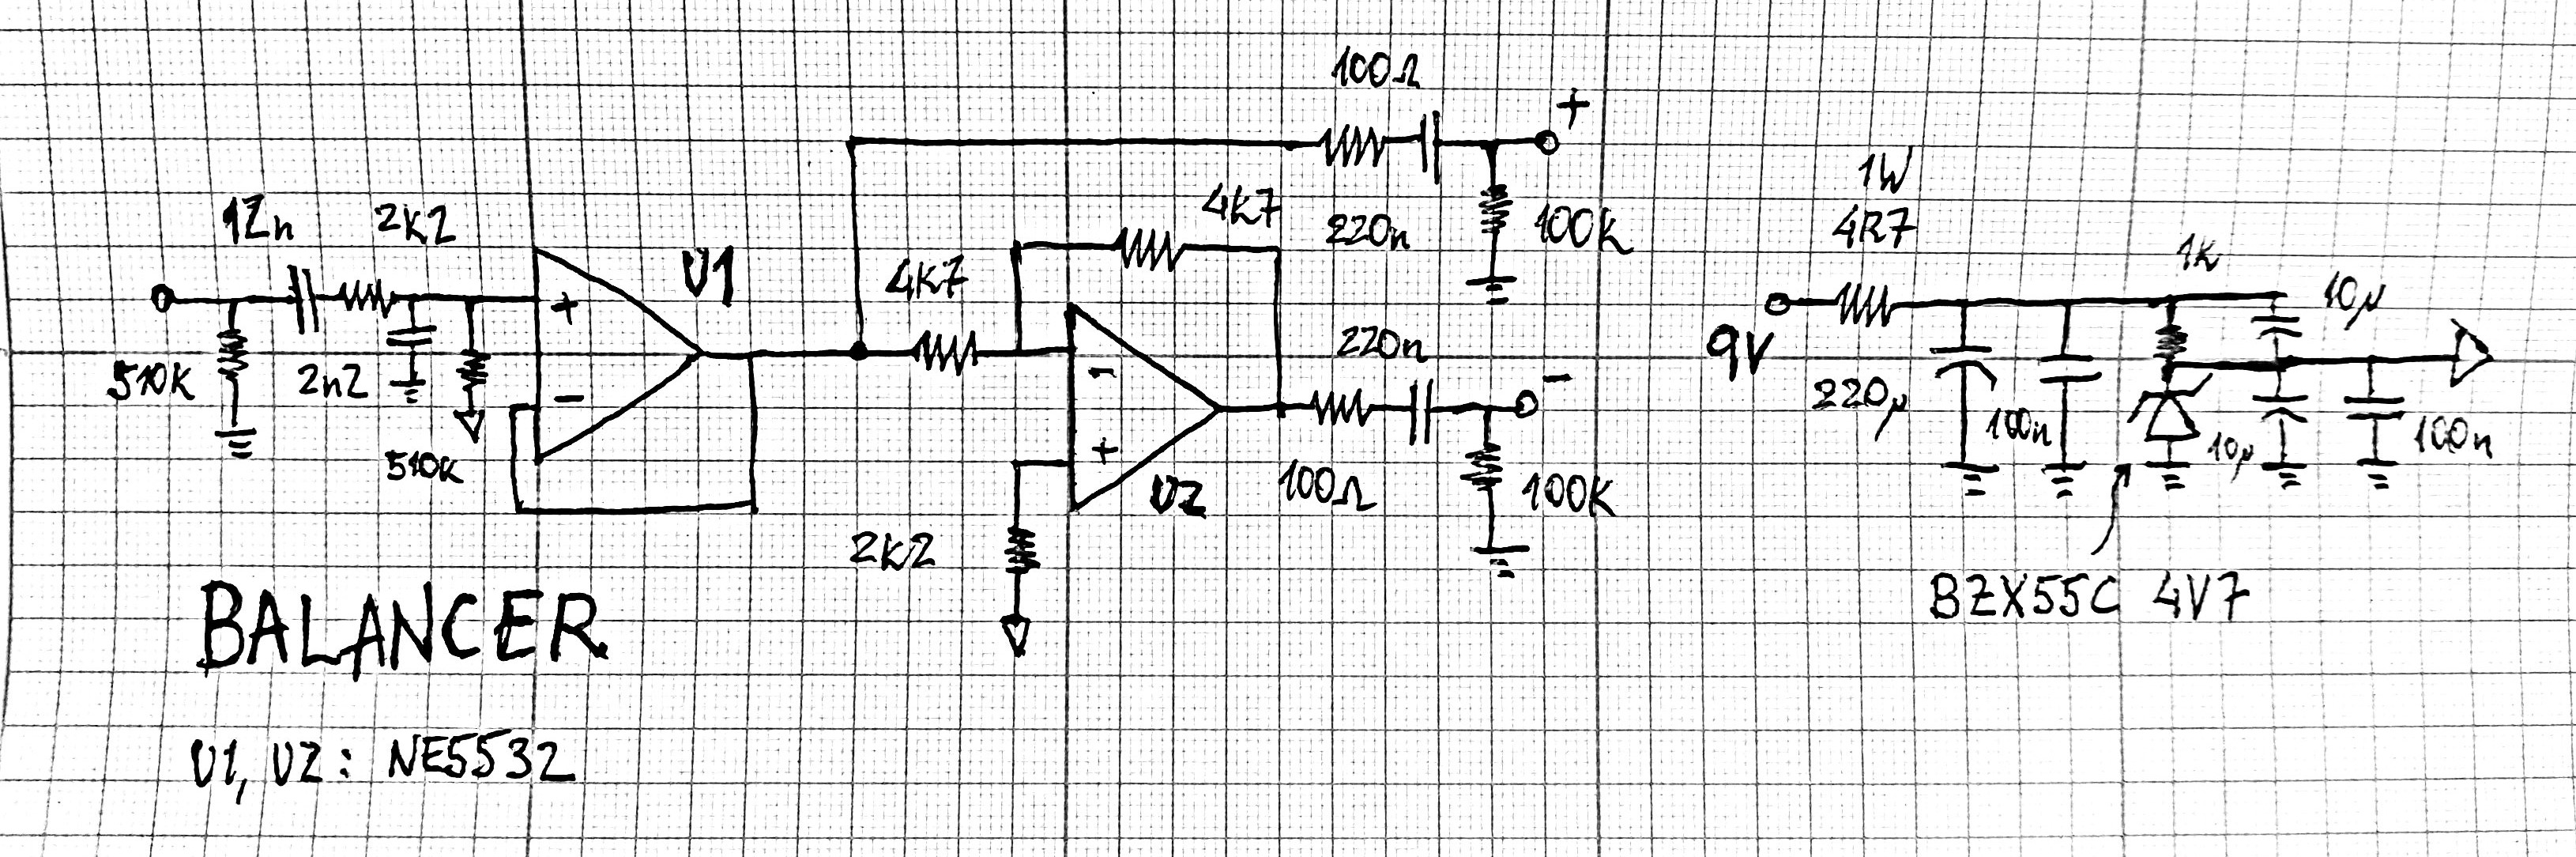 100Ω
+
12n
2k2
4k7
220n
100k
1W
4R7
1k
10µ
U1
4k7
510k
2n2
+
−
510k
220n
−
−
+
U2
100Ω
100k
2k2
9V
220µ
100n
10µ
100n
BZX55C 4V7
BALANCER
U1, U2: NE5532